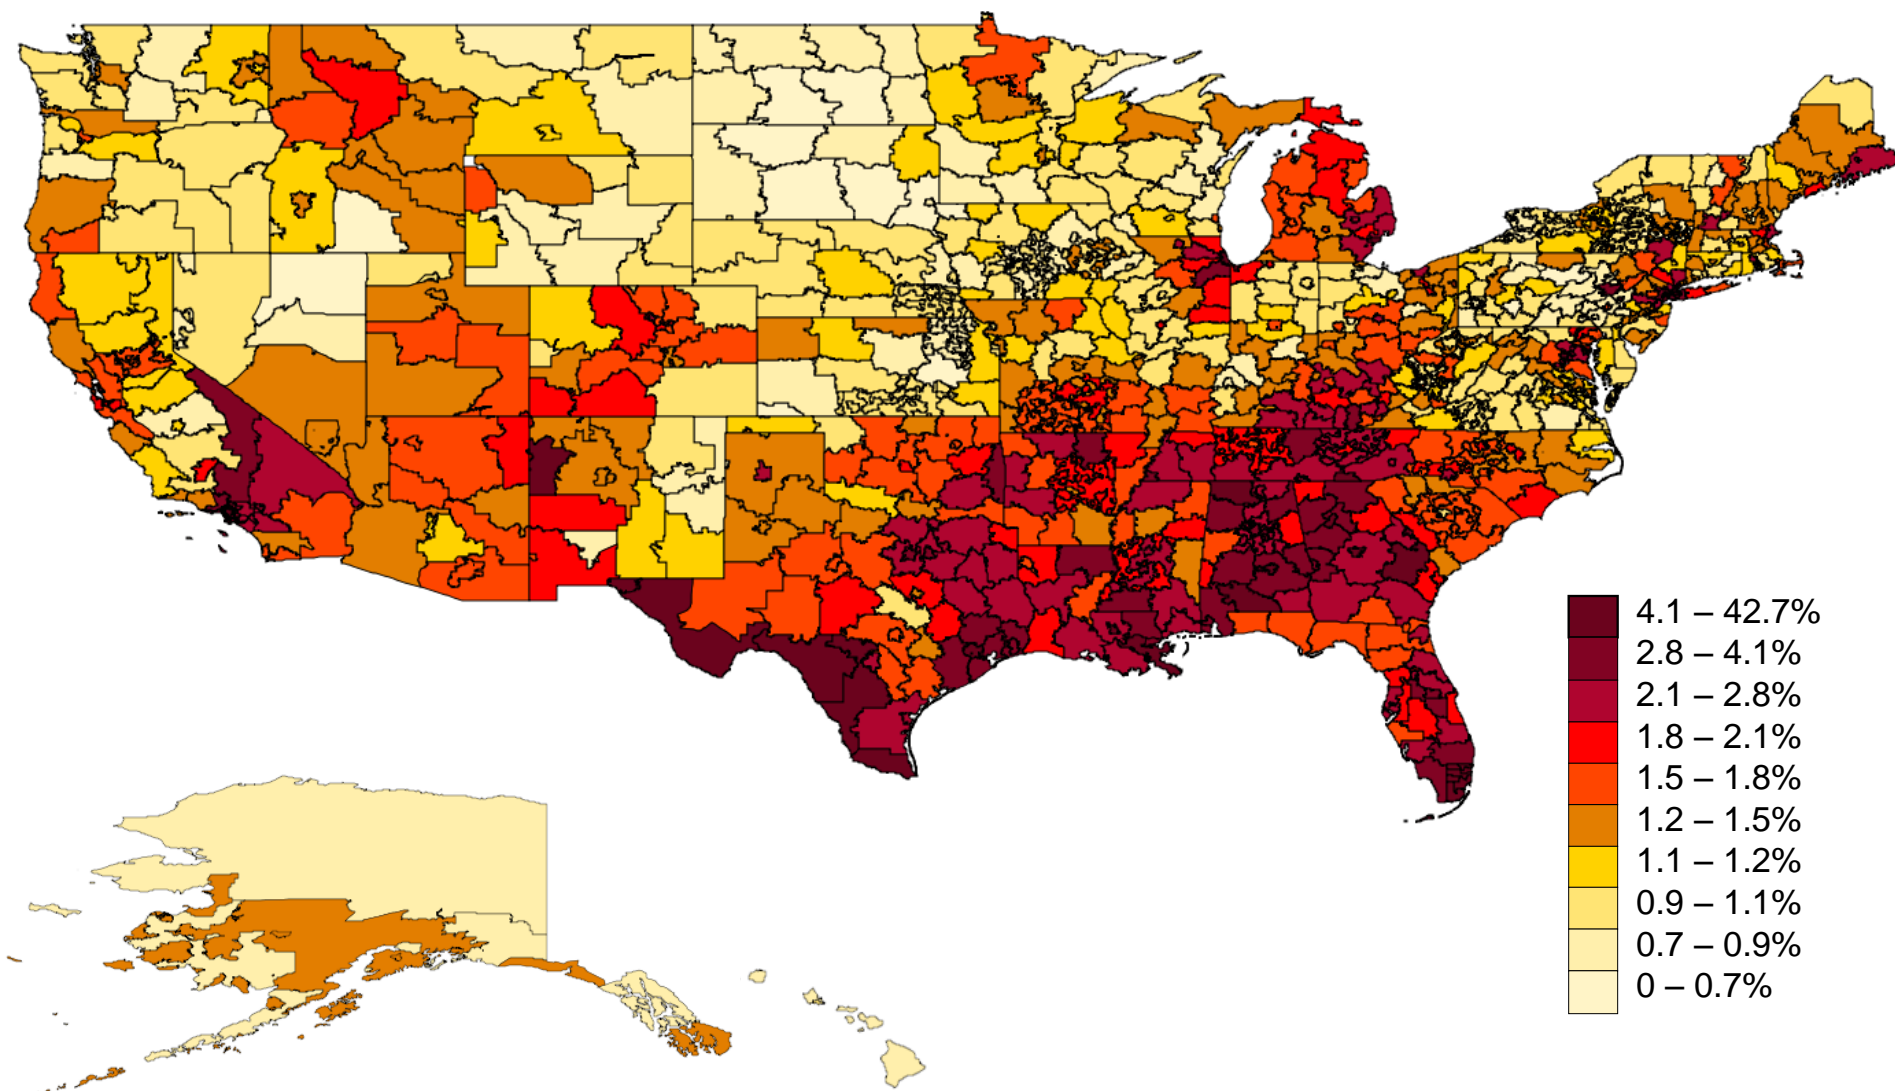 4.1 – 42.7%
2.8 – 4.1%
2.1 – 2.8%
1.8 – 2.1%
1.5 – 1.8%
1.2 – 1.5%
1.1 – 1.2%
0.9 – 1.1%
0.7 – 0.9%
0 – 0.7%